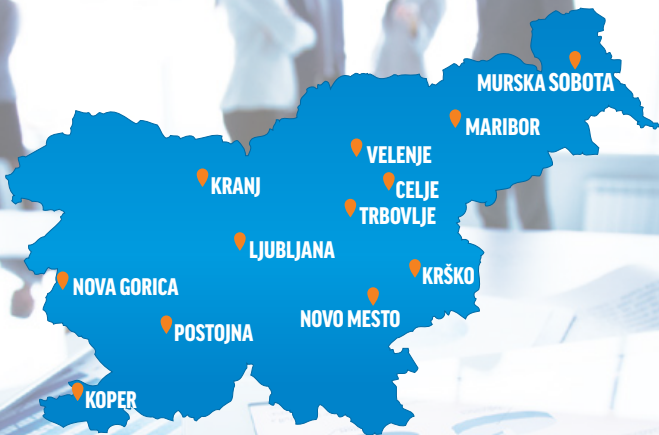 MURSKA SOBOTA
MARIBOR
VELENJE
KRANJ
CELJE
TRBOVLJE
LJUBLJANA
KRŠKO
NOVA GORICA
NOVO MESTO
POSTOJNA
KOPER